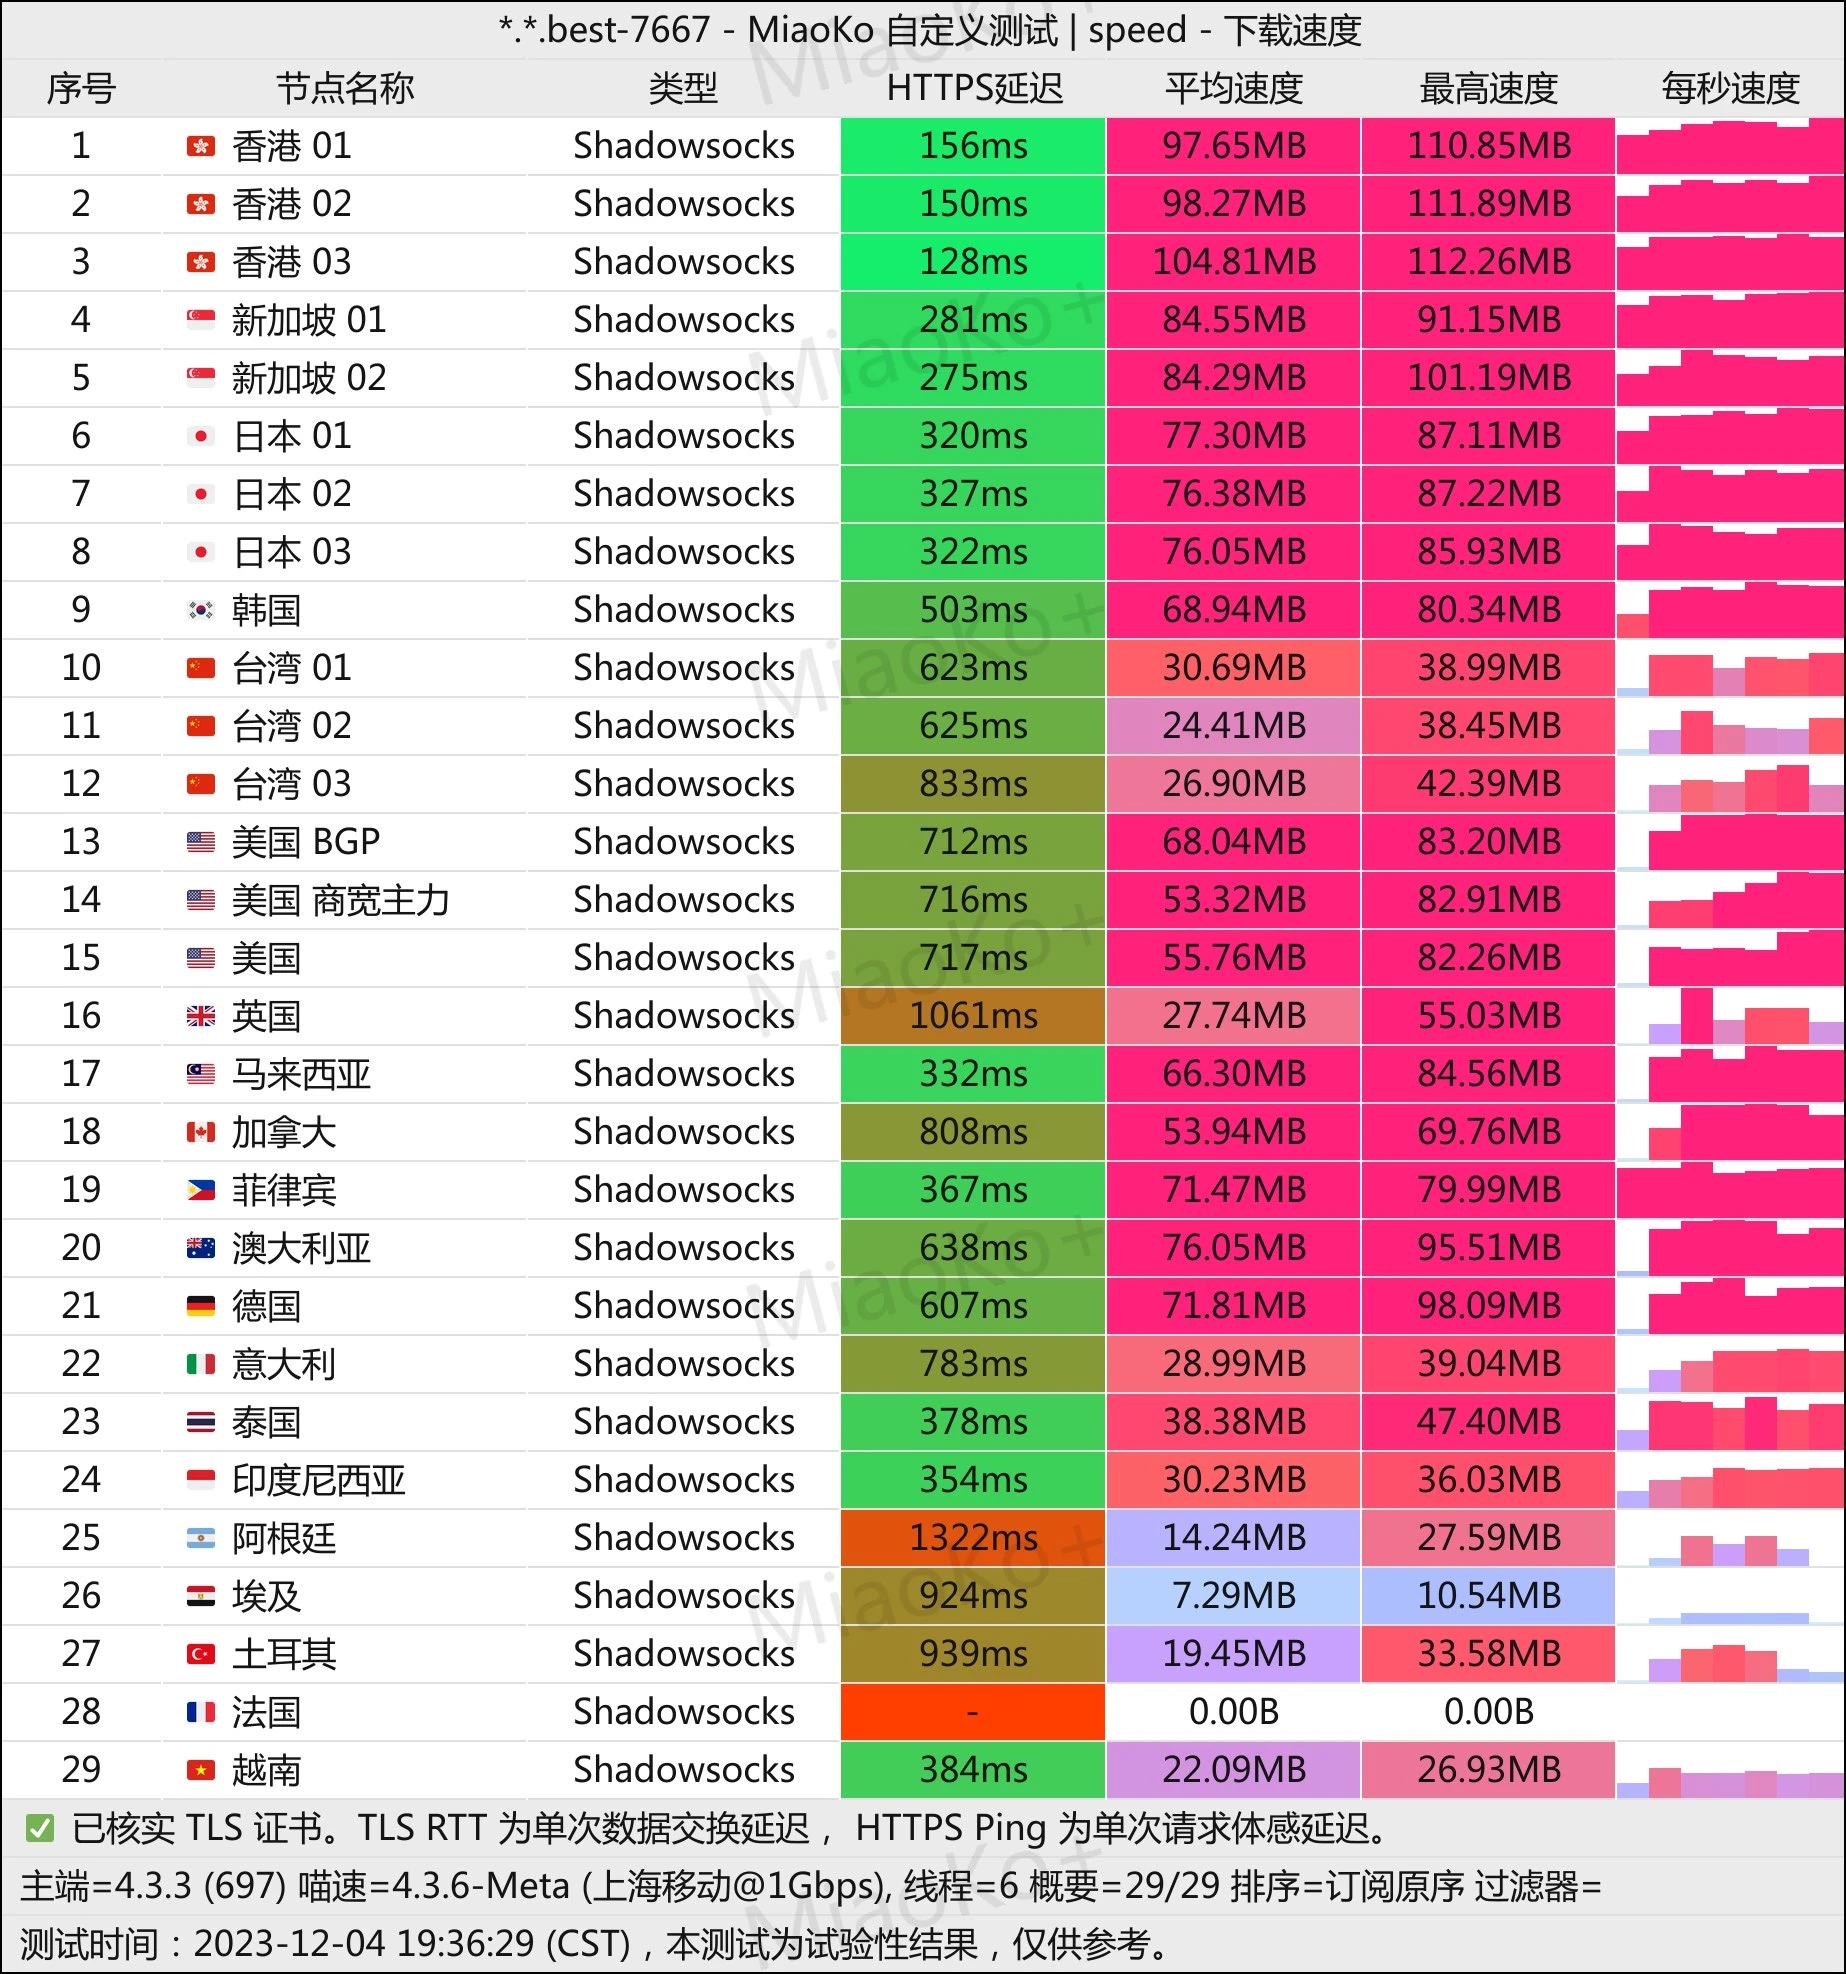 *.*.best-7667 - MiaoKo 自定义测试 | speed - 下载速度
序号 节点名称 类型 HTTPS延迟 平均速度 最高速度 每秒速度
1 香港 01 Shadowsocks 156ms 97.65MB 110.85MB
2 香港 02 Shadowsocks 150ms 98.27MB 111.89MB
3 香港 03 Shadowsocks 128ms 104.81MB 112.26MB
4 新加坡 01 Shadowsocks 281ms 84.55MB 91.15MB
5 新加坡 02 Shadowsocks 275ms 84.29MB 101.19MB
6 日本 01 Shadowsocks 320ms 77.30MB 87.11MB
7 日本 02 Shadowsocks 327ms 76.38MB 87.22MB
8 日本 03 Shadowsocks 322ms 76.05MB 85.93MB
9 韩国 Shadowsocks 503ms 68.94MB 80.34MB
10 台湾 01 Shadowsocks 623ms 30.69MB 38.99MB
11 台湾 02 Shadowsocks 625ms 24.41MB 38.45MB
12 台湾 03 Shadowsocks 833ms 26.90MB 42.39MB
13 美国 BGP Shadowsocks 712ms 68.04MB 83.20MB
14 美国 商宽主力 Shadowsocks 716ms 53.32MB 82.91MB
15 美国 Shadowsocks 717ms 55.76MB 82.26MB
16 英国 Shadowsocks 1061ms 27.74MB 55.03MB
17 马来西亚 Shadowsocks 332ms 66.30MB 84.56MB
18 加拿大 Shadowsocks 808ms 53.94MB 69.76MB
19 菲律宾 Shadowsocks 367ms 71.47MB 79.99MB
20 澳大利亚 Shadowsocks 638ms 76.05MB 95.51MB
21 德国 Shadowsocks 607ms 71.81MB 98.09MB
22 意大利 Shadowsocks 783ms 28.99MB 39.04MB
23 泰国 Shadowsocks 378ms 38.38MB 47.40MB
24 印度尼西亚 Shadowsocks 354ms 30.23MB 36.03MB
25 阿根廷 Shadowsocks 1322ms 14.24MB 27.59MB
26 埃及 Shadowsocks 924ms 7.29MB 10.54MB
27 土耳其 Shadowsocks 939ms 19.45MB 33.58MB
28 法国 Shadowsocks - 0.00B 0.00B
29 越南 Shadowsocks 384ms 22.09MB 26.93MB
✅ 已核实 TLS 证书。TLS RTT 为单次数据交换延迟， HTTPS Ping 为单次请求体感延迟。
主端=4.3.3 (697) 喵速=4.3.6-Meta (上海移动@1Gbps), 线程=6 概要=29/29 排序=订阅原序 过滤器=
测试时间：2023-12-04 19:36:29 (CST)，本测试为试验性结果，仅供参考。
MiaoKo+
MiaoKo+
MiaoKo+
MiaoKo+
MiaoKo+
MiaoKo+
MiaoKo+